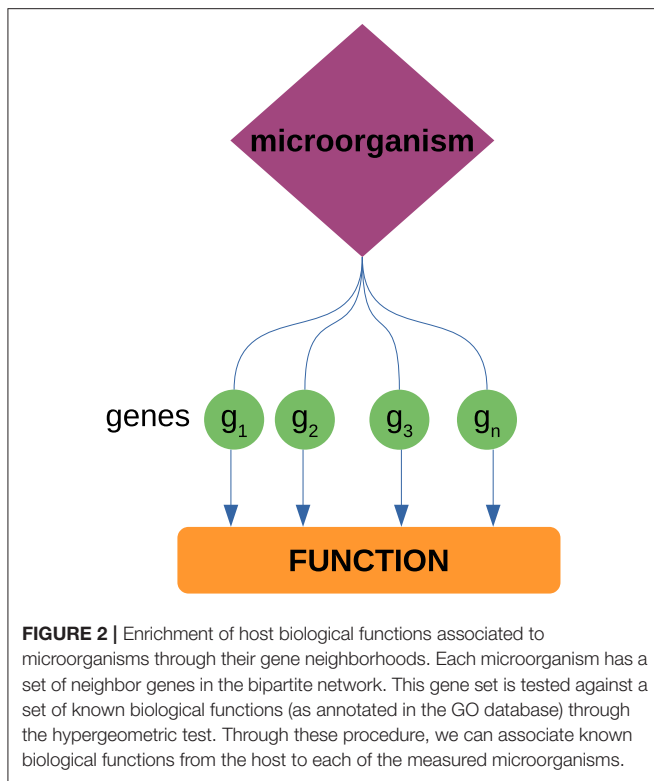 microorganism
genes g1 g2 g3 gn
FUNCTION
FIGURE 2 | Enrichment of host biological functions associated to
microorganisms through their gene neighborhoods. Each microorganism has a
set of neighbor genes in the bipartite network. This gene set is tested against a
set of known biological functions (as annotated in the GO database) through
the hypergeometric test. Through these procedure, we can associate known
biological functions from the host to each of the measured microorganisms.